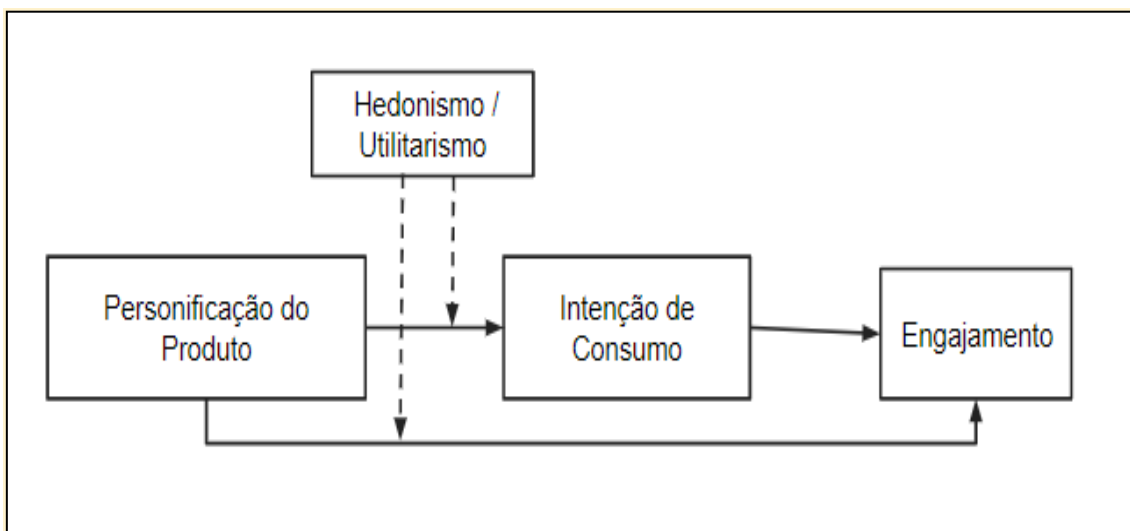 Hedonismo /
Utilitarismo
Personificação do
Produto
Intenção de
Consumo
Engajamento